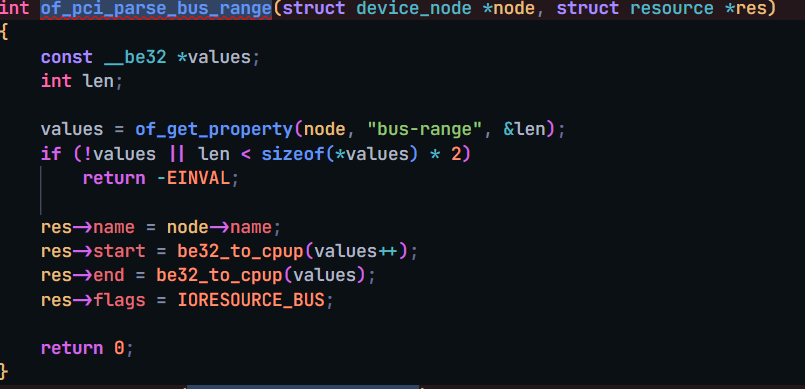 int of_pci_parse_bus_range(struct device_node *node, struct resource *res)
{
const __be32 *values;
int len;
values = of_get_property(node, "bus-range", &len);
if (!values || len < sizeof(*values) * 2)
return -EINVAL;
res->name = node->name;
res->start = be32_to_cpup(values++);
res->end = be32_to_cpup(values);
res->flags = IORESOURCE_BUS;
return 0;
}